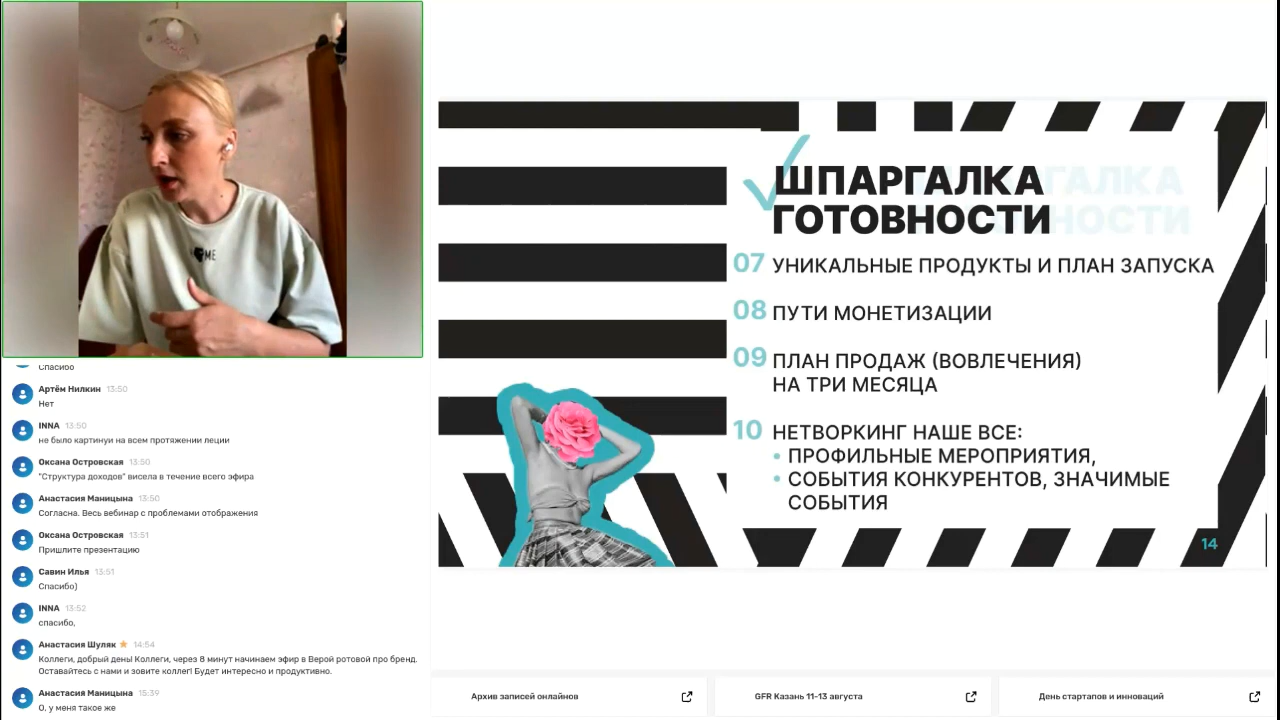 Спасибо
Артём Нилкин 13:50
Нет
INNA 13:50
не было картинуи на всем протяжении леции
Оксана Островская 13:50
"Структура доходов" висела в течение всего эфира
Анастасия Маницына 13:50
Согласна. Весь вебинар с проблемами отображения
Оксана Островская 13:51
Пришлите презентацию
Савин Илья 13:51
Спасибо)
INNA 13:52
спасибо,
Анастасия Шуляк 14:54
Коллеги, добрый день! Коллеги, через 8 минут начинаем эфир в Верой ротовой про бренд.
Оставайтесь с нами и зовите коллег! Будет интересно и продуктивно.
Анастасия Маницына 15:39
О, у меня такое же
ШПАРГАЛКА
ГОТОВНОСТИ
07 УНИКАЛЬНЫЕ ПРОДУКТЫ И ПЛАН ЗАПУСКА
08 ПУТИ МОНЕТИЗАЦИИ
09 ПЛАН ПРОДАЖ (ВОВЛЕЧЕНИЯ)
НА ТРИ МЕСЯЦА
10 НЕТВОРКИНГ НАШЕ ВСЕ:
• ПРОФИЛЬНЫЕ МЕРОПРИЯТИЯ,
• СОБЫТИЯ КОНКУРЕНТОВ, ЗНАЧИМЫЕ
СОБЫТИЯ
14
Архив записей онлайнов
GFR Казань 11-13 августа
День стартапов и инноваций